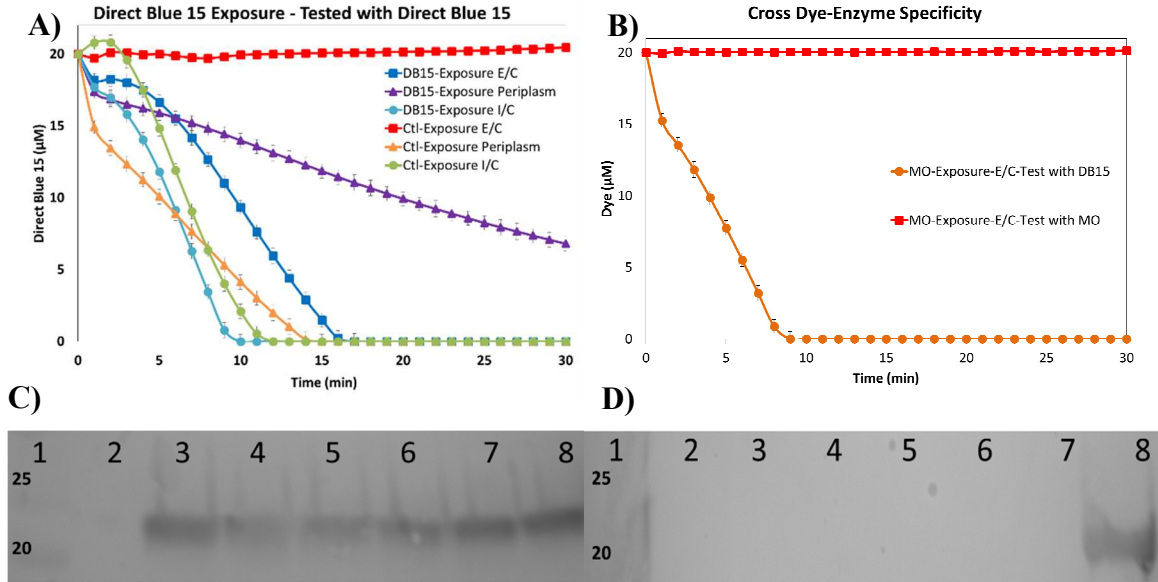 A)
Direct Blue 15 Exposure - Tested with Direct Blue 15
Direct Blue 15 (µM)
20
15
10
5
0
DB15-Exposure E/C
DB15-Exposure Periplasm
DB15-Exposure I/C
Ctl-Exposure E/C
Ctl-Exposure Periplasm
Ctl-Exposure I/C
0 5 10 15 20 25 30
Time (min)
B)
Cross Dye-Enzyme Specificity
Dye (µM)
20
15
10
5
0
MO-Exposure-E/C-Test with DB15
MO-Exposure-E/C-Test with MO
0 5 10 15 20 25 30
Time (min)
C)
1 2 3 4 5 6 7 8
25
20
D)
1 2 3 4 5 6 7 8
25
20